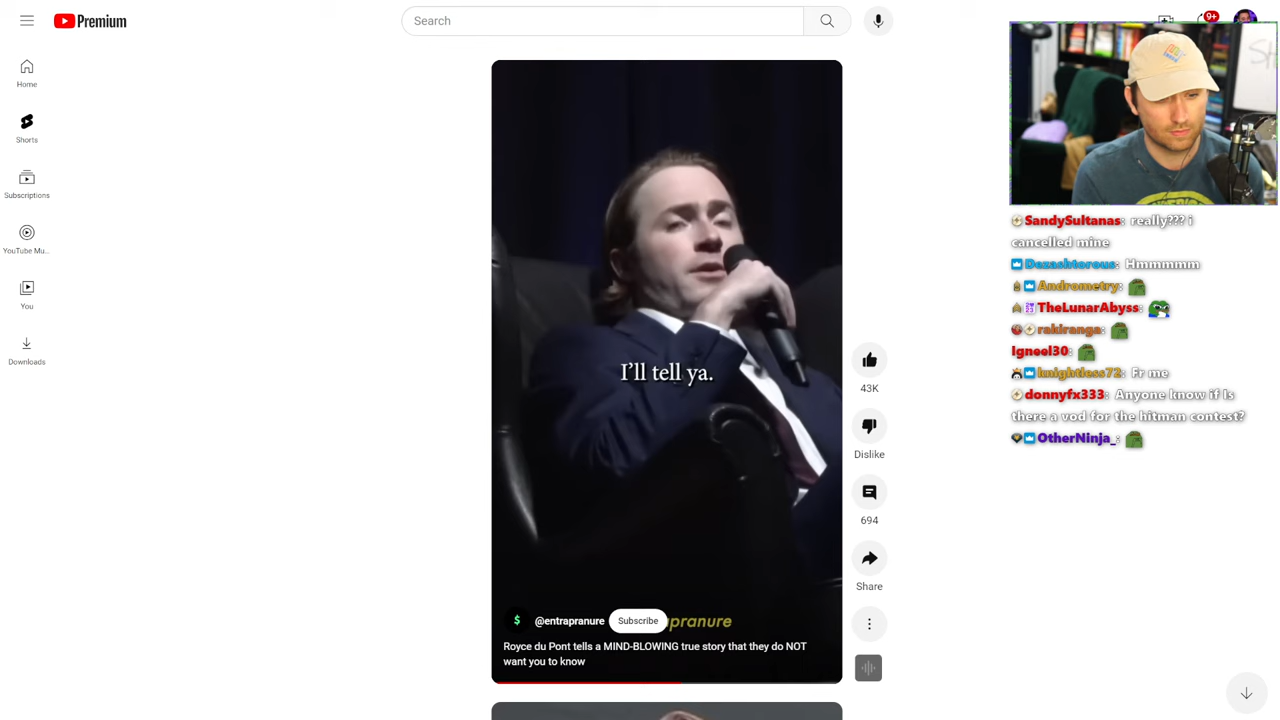 Premium
Search
9+
Home
Shorts
Subscriptions
YouTube Mu...
You
Downloads
I'll tell ya.
43K
Dislike
694
Share
$ @entrapranure Subscribe pranure
Royce du Pont tells a MIND-BLOWING true story that they do NOT
want you to know
SandySultanas: really??? i
cancelled mine
Dezashtorous: Hmmmmm
Andrometry:
TheLunarAbyss:
rakiranga:
Igneel30:
knightless72: Fr me
donnyfx333: Anyone know if Is
there a vod for the hitman contest?
OtherNinja_: